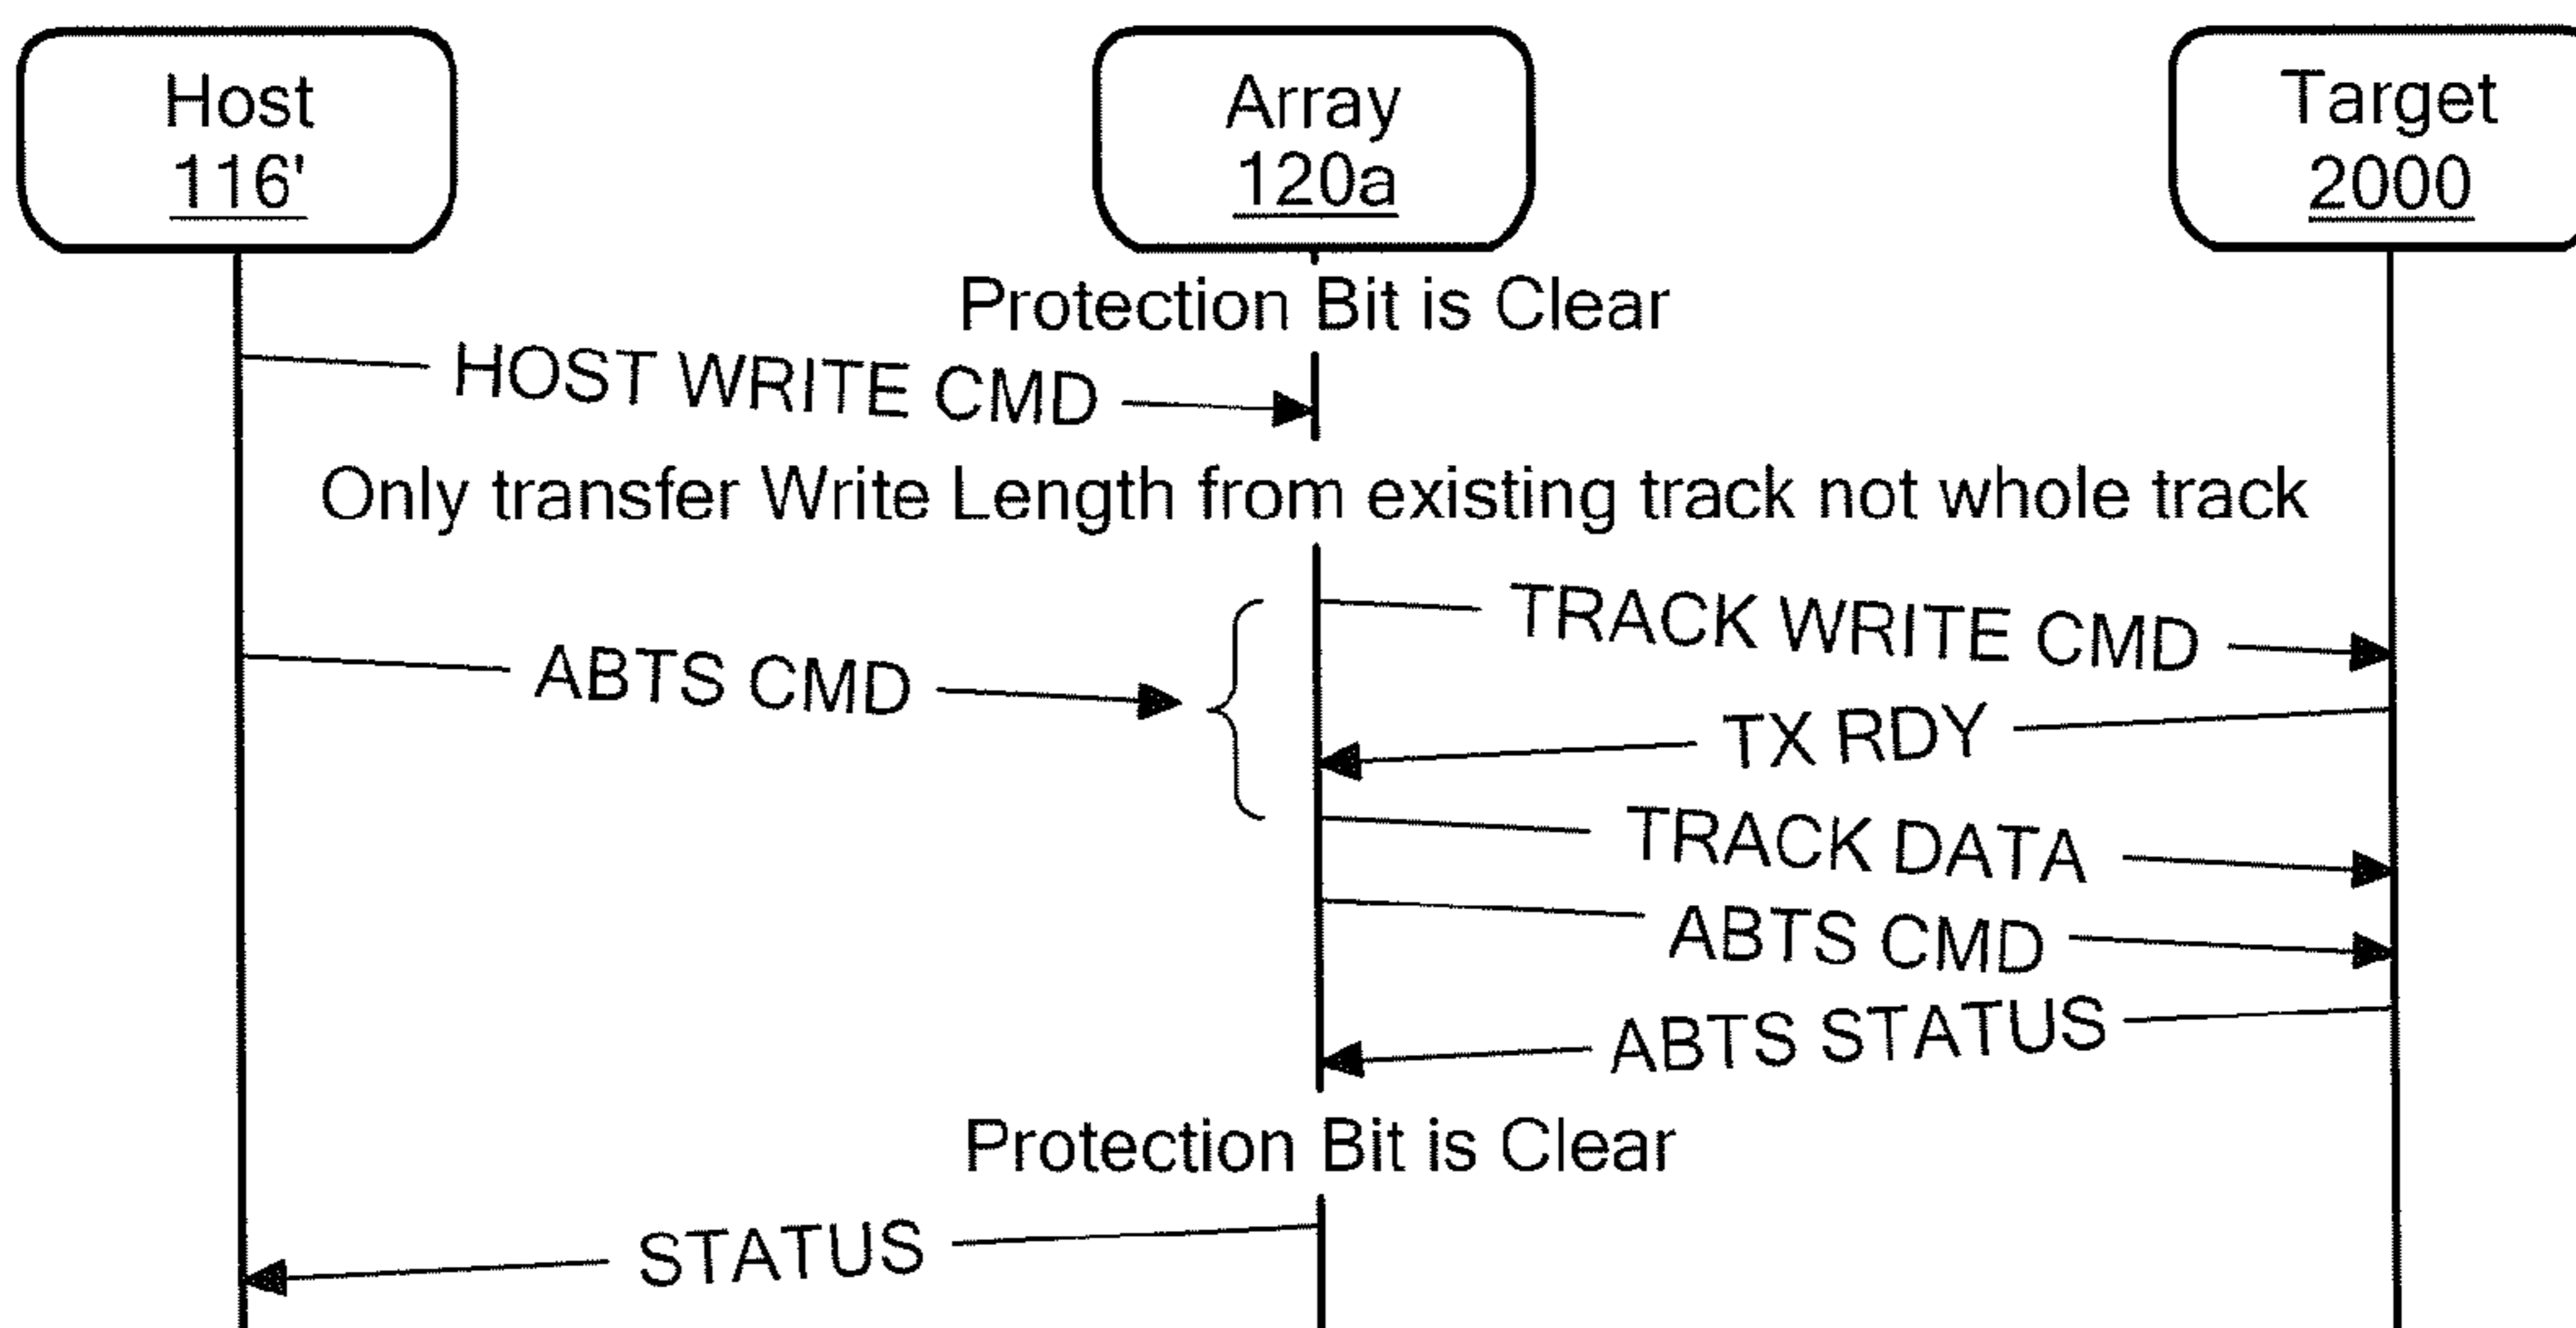 Host
116'
Array
120a
Target
2000
Protection Bit is Clear
HOST WRITE CMD
Only transfer Write Length from existing track not whole track
TRACK WRITE CMD
ABTS CMD
TX RDY
TRACK DATA
ABTS CMD
ABTS STATUS
Protection Bit is Clear
STATUS